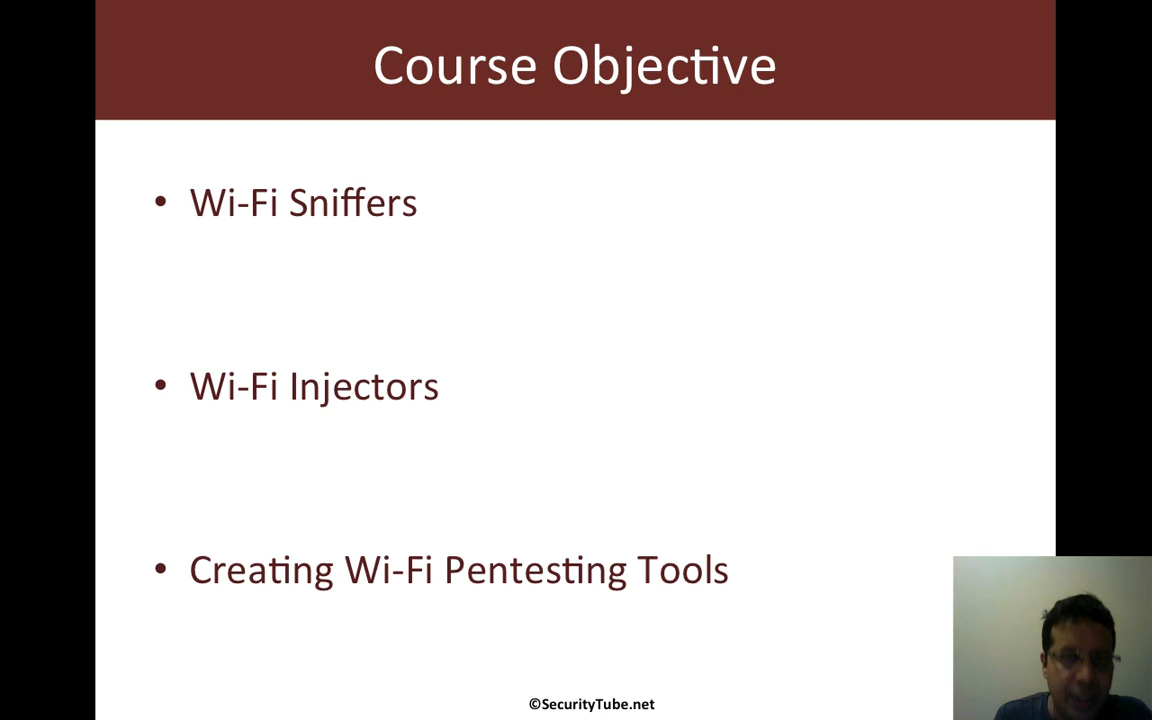 Course Objective
• Wi-Fi Sniffers
• Wi-Fi Injectors
• Creating Wi-Fi Pentesting Tools
©SecurityTube.net